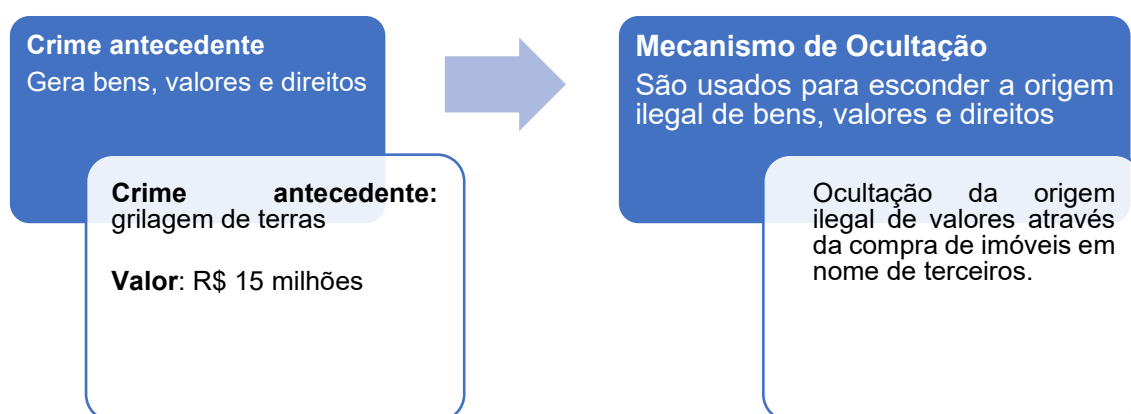 Crime antecedente
Gera bens, valores e direitos
Crime antecedente:
grilagem de terras
Valor: R$ 15 milhões
Mecanismo de Ocultação
São usados para esconder a origem
ilegal de bens, valores e direitos
Ocultação da origem
ilegal de valores através
da compra de imóveis em
nome de terceiros.